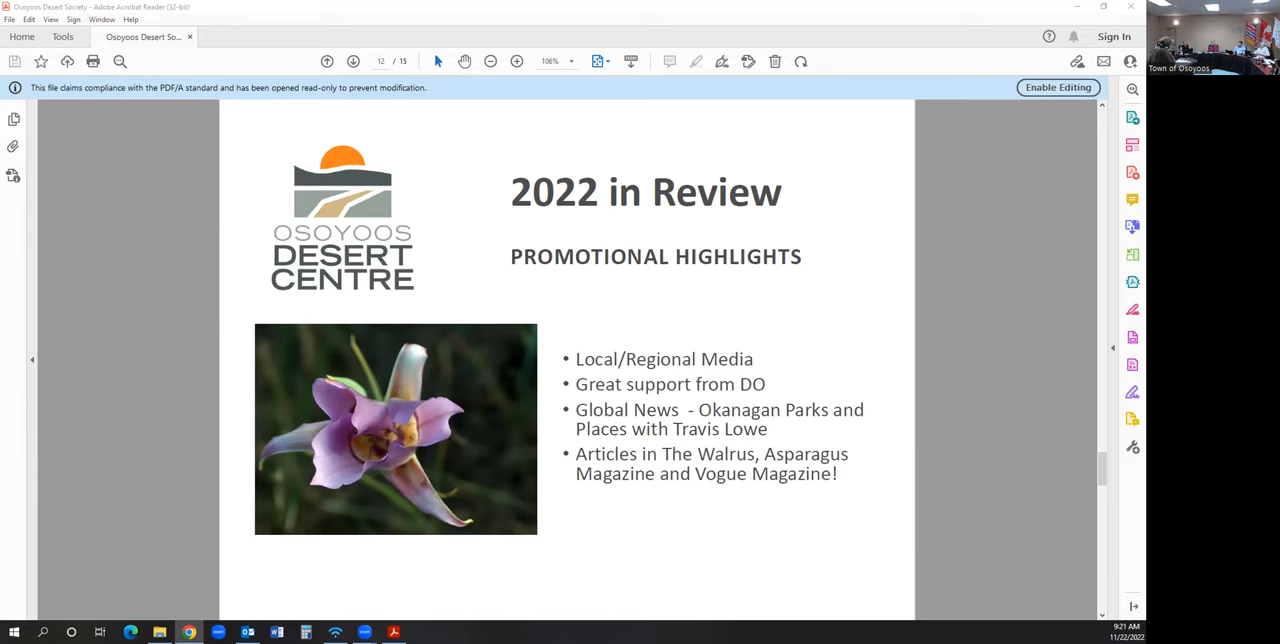 Osoyoos Desert Society - Adobe Acrobat Reader (32-bit)
File Edit View Sign Window Help
Home Tools Osoyoos Desert So... × Sign In
12 / 15 106%
This file claims compliance with the PDF/A standard and has been opened read-only to prevent modification. Enable Editing
Town of Osoyoos
OSOYOOS
DESERT
CENTRE
2022 in Review
PROMOTIONAL HIGHLIGHTS
• Local/Regional Media
• Great support from DO
• Global News - Okanagan Parks and
Places with Travis Lowe
• Articles in The Walrus, Asparagus
Magazine and Vogue Magazine!
9:21 AM
11/22/2022